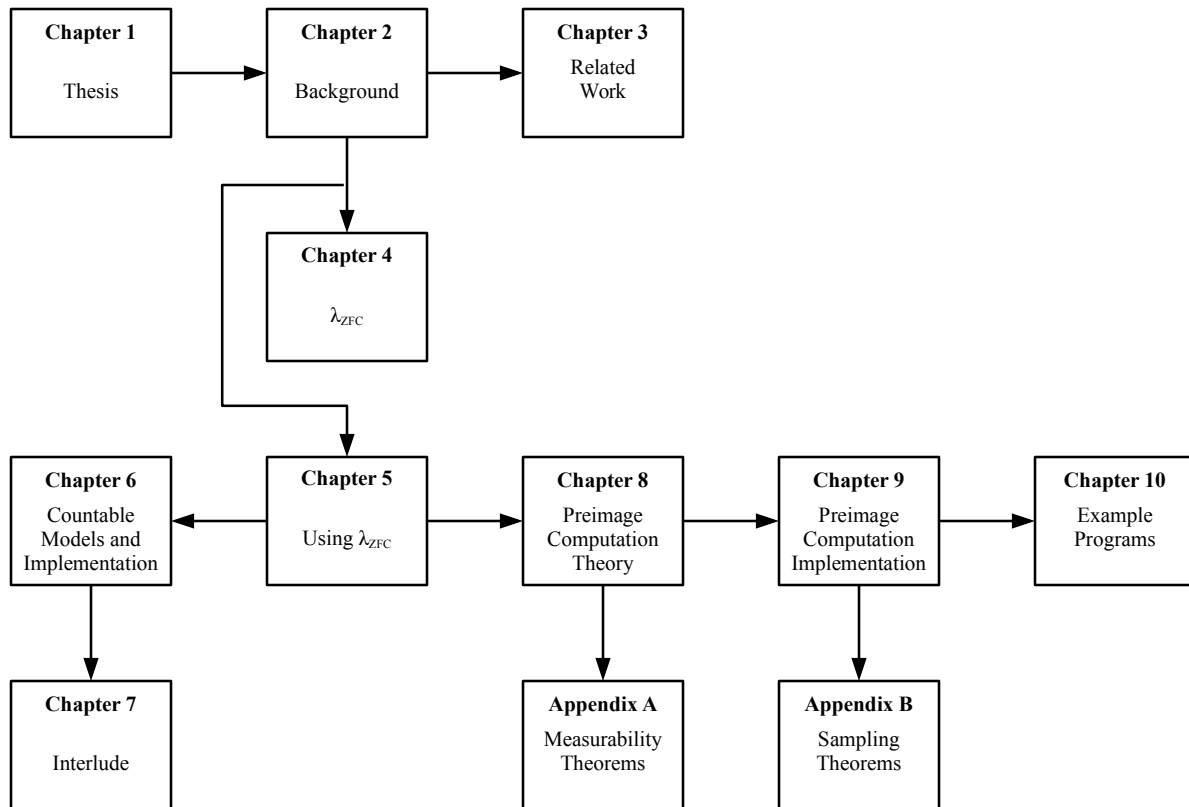 Chapter 1
Thesis
Chapter 2
Background
Chapter 3
Related
Work
Chapter 4
λZFC
Chapter 6
Countable
Models and
Implementation
Chapter 5
Using λZFC
Chapter 8
Preimage
Computation
Theory
Chapter 9
Preimage
Computation
Implementation
Chapter 10
Example
Programs
Chapter 7
Interlude
Appendix A
Measurability
Theorems
Appendix B
Sampling
Theorems